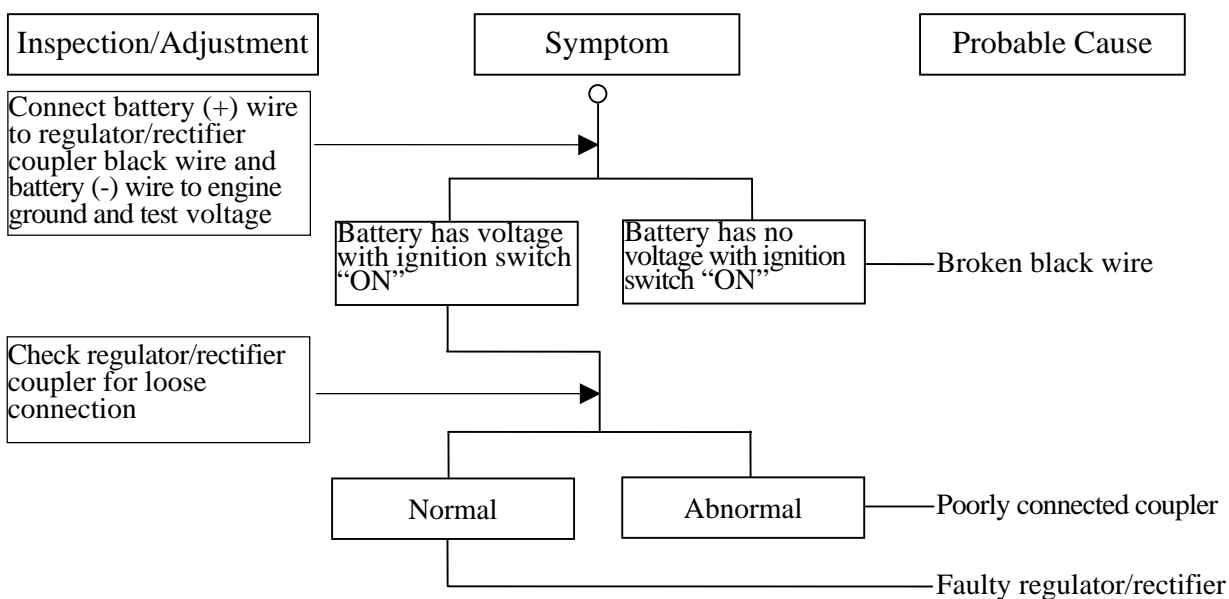 Inspection/Adjustment
Symptom
Probable Cause
Connect battery (+) wire
to regulator/rectifier
coupler black wire and
battery (-) wire to engine
ground and test voltage
Battery has voltage
with ignition switch
“ON”
Battery has no
voltage with ignition
switch “ON”
Broken black wire
Check regulator/rectifier
coupler for loose
connection
Normal
Abnormal
Poorly connected coupler
Faulty regulator/rectifier